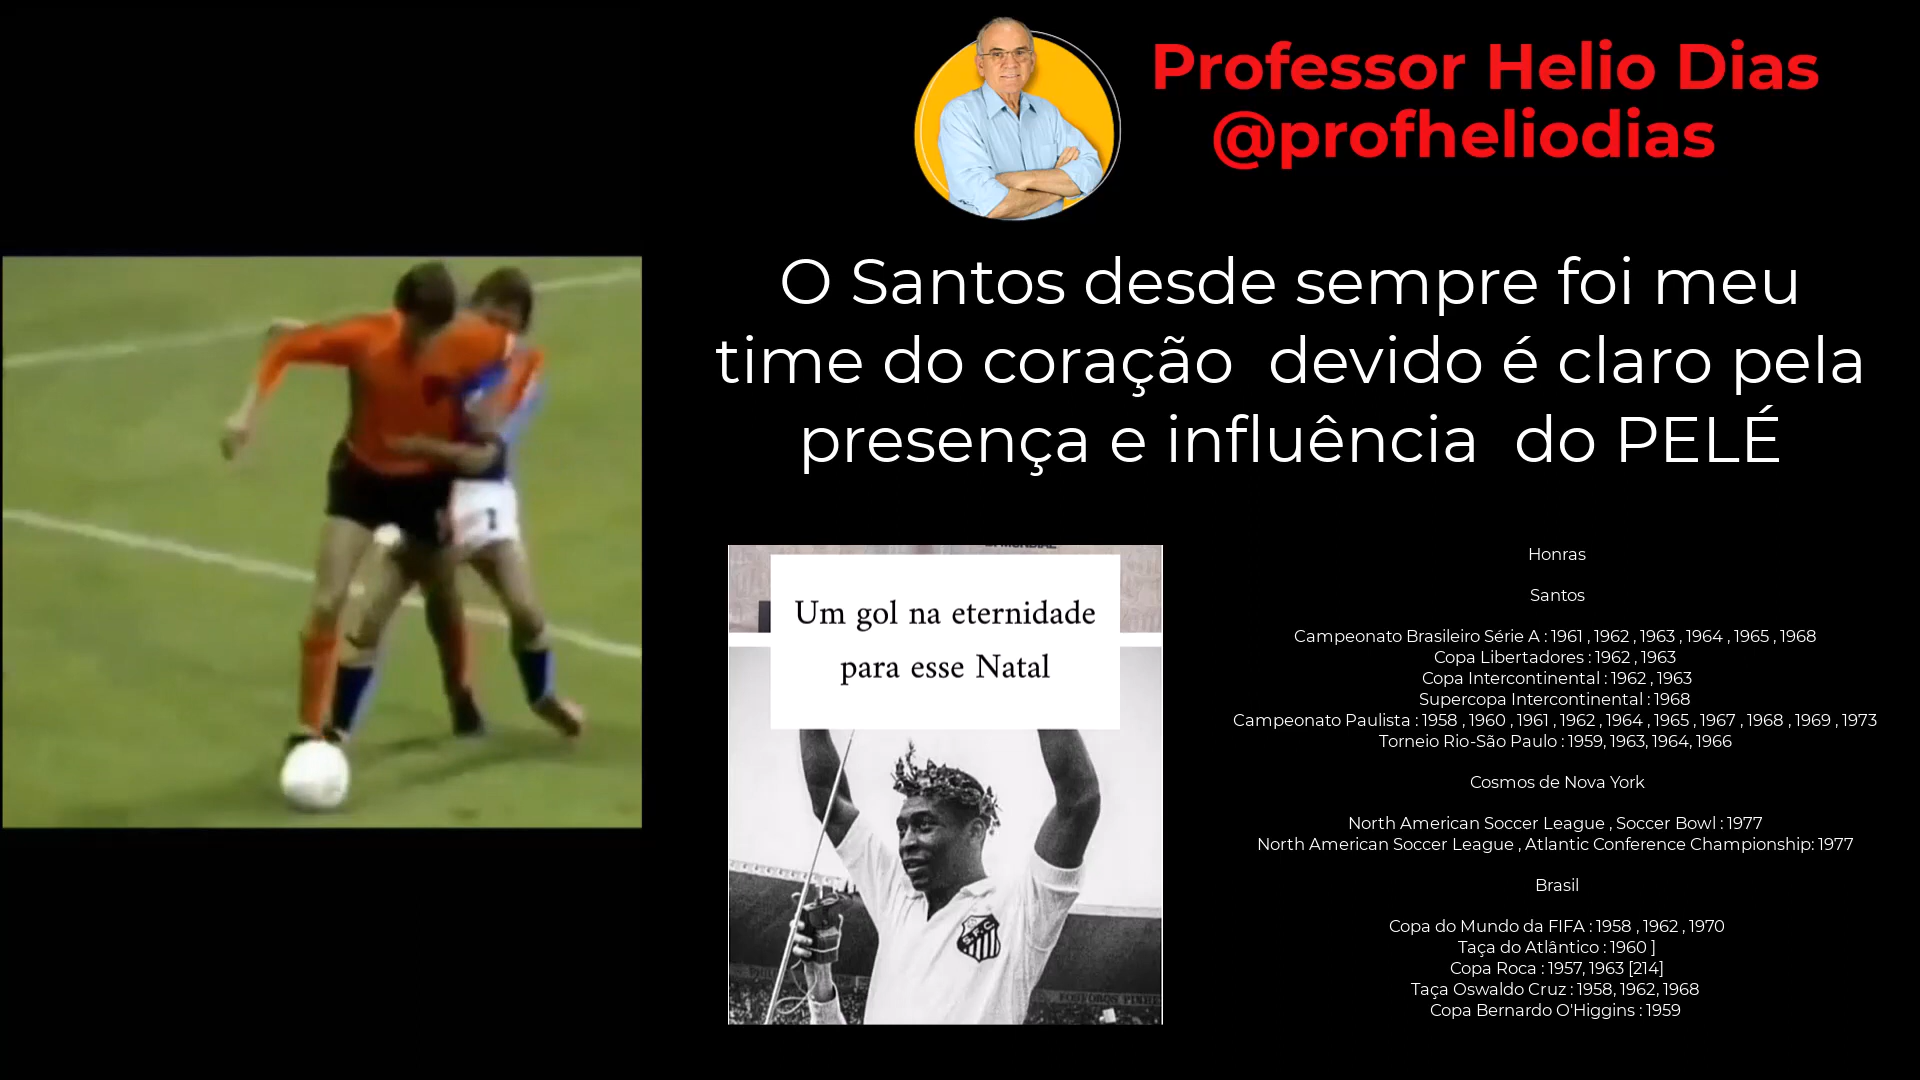 Professor Helio Dias
@profheliodias
O Santos desde sempre foi meu
time do coração  devido é claro pela
presença e influência  do PELÉ
Um gol na eternidade
para esse Natal
Honras
Santos
Campeonato Brasileiro Série A : 1961 , 1962 , 1963 , 1964 , 1965 , 1968
Copa Libertadores : 1962 , 1963
Copa Intercontinental : 1962 , 1963
Supercopa Intercontinental : 1968
Campeonato Paulista : 1958 , 1960 , 1961 , 1962 , 1964 , 1965 , 1967 , 1968 , 1969 , 1973
Torneio Rio-São Paulo : 1959, 1963, 1964, 1966
Cosmos de Nova York
North American Soccer League , Soccer Bowl : 1977
North American Soccer League , Atlantic Conference Championship: 1977
Brasil
Copa do Mundo da FIFA : 1958 , 1962 , 1970
Taça do Atlântico : 1960 ]
Copa Roca : 1957, 1963 [214]
Taça Oswaldo Cruz : 1958, 1962, 1968
Copa Bernardo O'Higgins : 1959